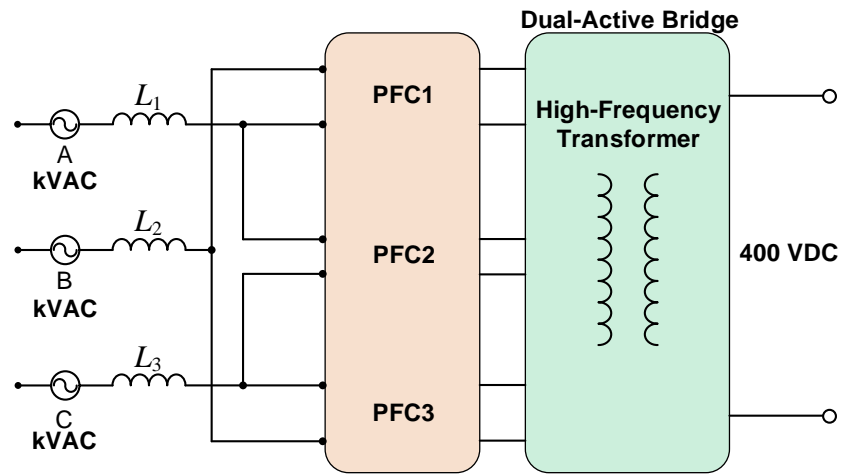 Dual-Active Bridge
L1
A
kVAC
L2
B
kVAC
L3
C
kVAC
PFC1
PFC2
PFC3
High-Frequency
Transformer
400 VDC